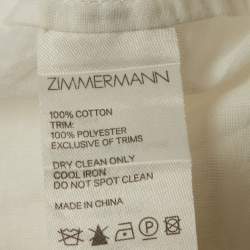 ZIMMERMANN
100% COTTON
TRIM:
100% POLYESTER
EXCLUSIVE OF TRIMS
DRY CLEAN ONLY
COOL IRON
DO NOT SPOT CLEAN
MADE IN CHINA
P